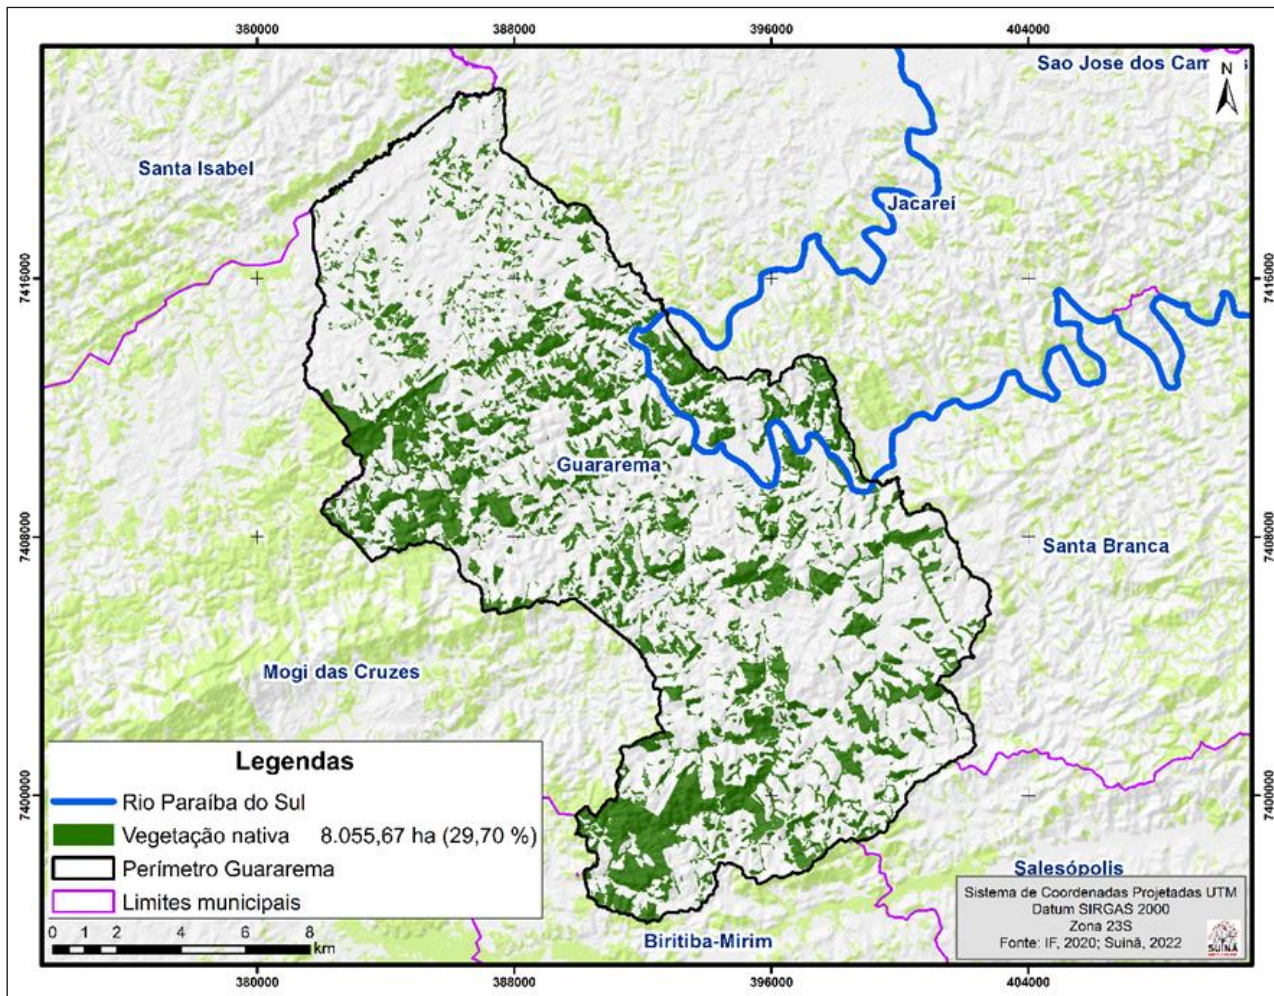 380000 388000 396000 404000
Sao Jose dos Cam s
N
Santa Isabel
Jacareí
7416000 7416000
Guararema
7408000 7408000
Santa Branca
Mogi das Cruzes
Legendas
Rio Paraíba do Sul
Vegetação nativa 8.055,67 ha (29,70 %)
Perímetro Guararema
Limites municipais
0 1 2 4 6 8
km
7400000 7400000
Salesópolis
Biritiba-Mirim
Sistema de Coordenadas Projetadas UTM
Datum SIRGAS 2000
Zona 23S
Fonte: IF, 2020; Suinã, 2022
SUINÃ
380000 388000 396000 404000